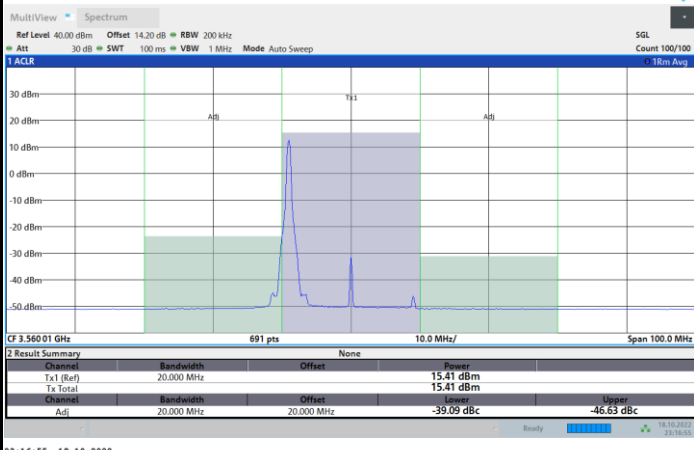 MultiView Spectrum
Ref Level 40.00 dBm Offset 14.20 dB RBW 200 kHz SGL
Att 30 dB SWT 100 ms VBW 1 MHz Mode Auto Sweep Count 100/100
1 ACLR 1Rm Avg
30 dBm
Tx1
20 dBm Adj Adj
10 dBm
0 dBm
-10 dBm
-20 dBm
-30 dBm
-40 dBm
-50 dBm
CF 3.560 01 GHz 691 pts 10.0 MHz/ Span 100.0 MHz
2 Result Summary None
Channel Bandwidth Offset Power
Tx1 (Ref) 20.000 MHz 15.41 dBm
Tx Total 15.41 dBm
Channel Bandwidth Offset Lower Upper
Adj 20.000 MHz 20.000 MHz -39.09 dBc -46.63 dBc
Ready 18.10.2022
23:16:55